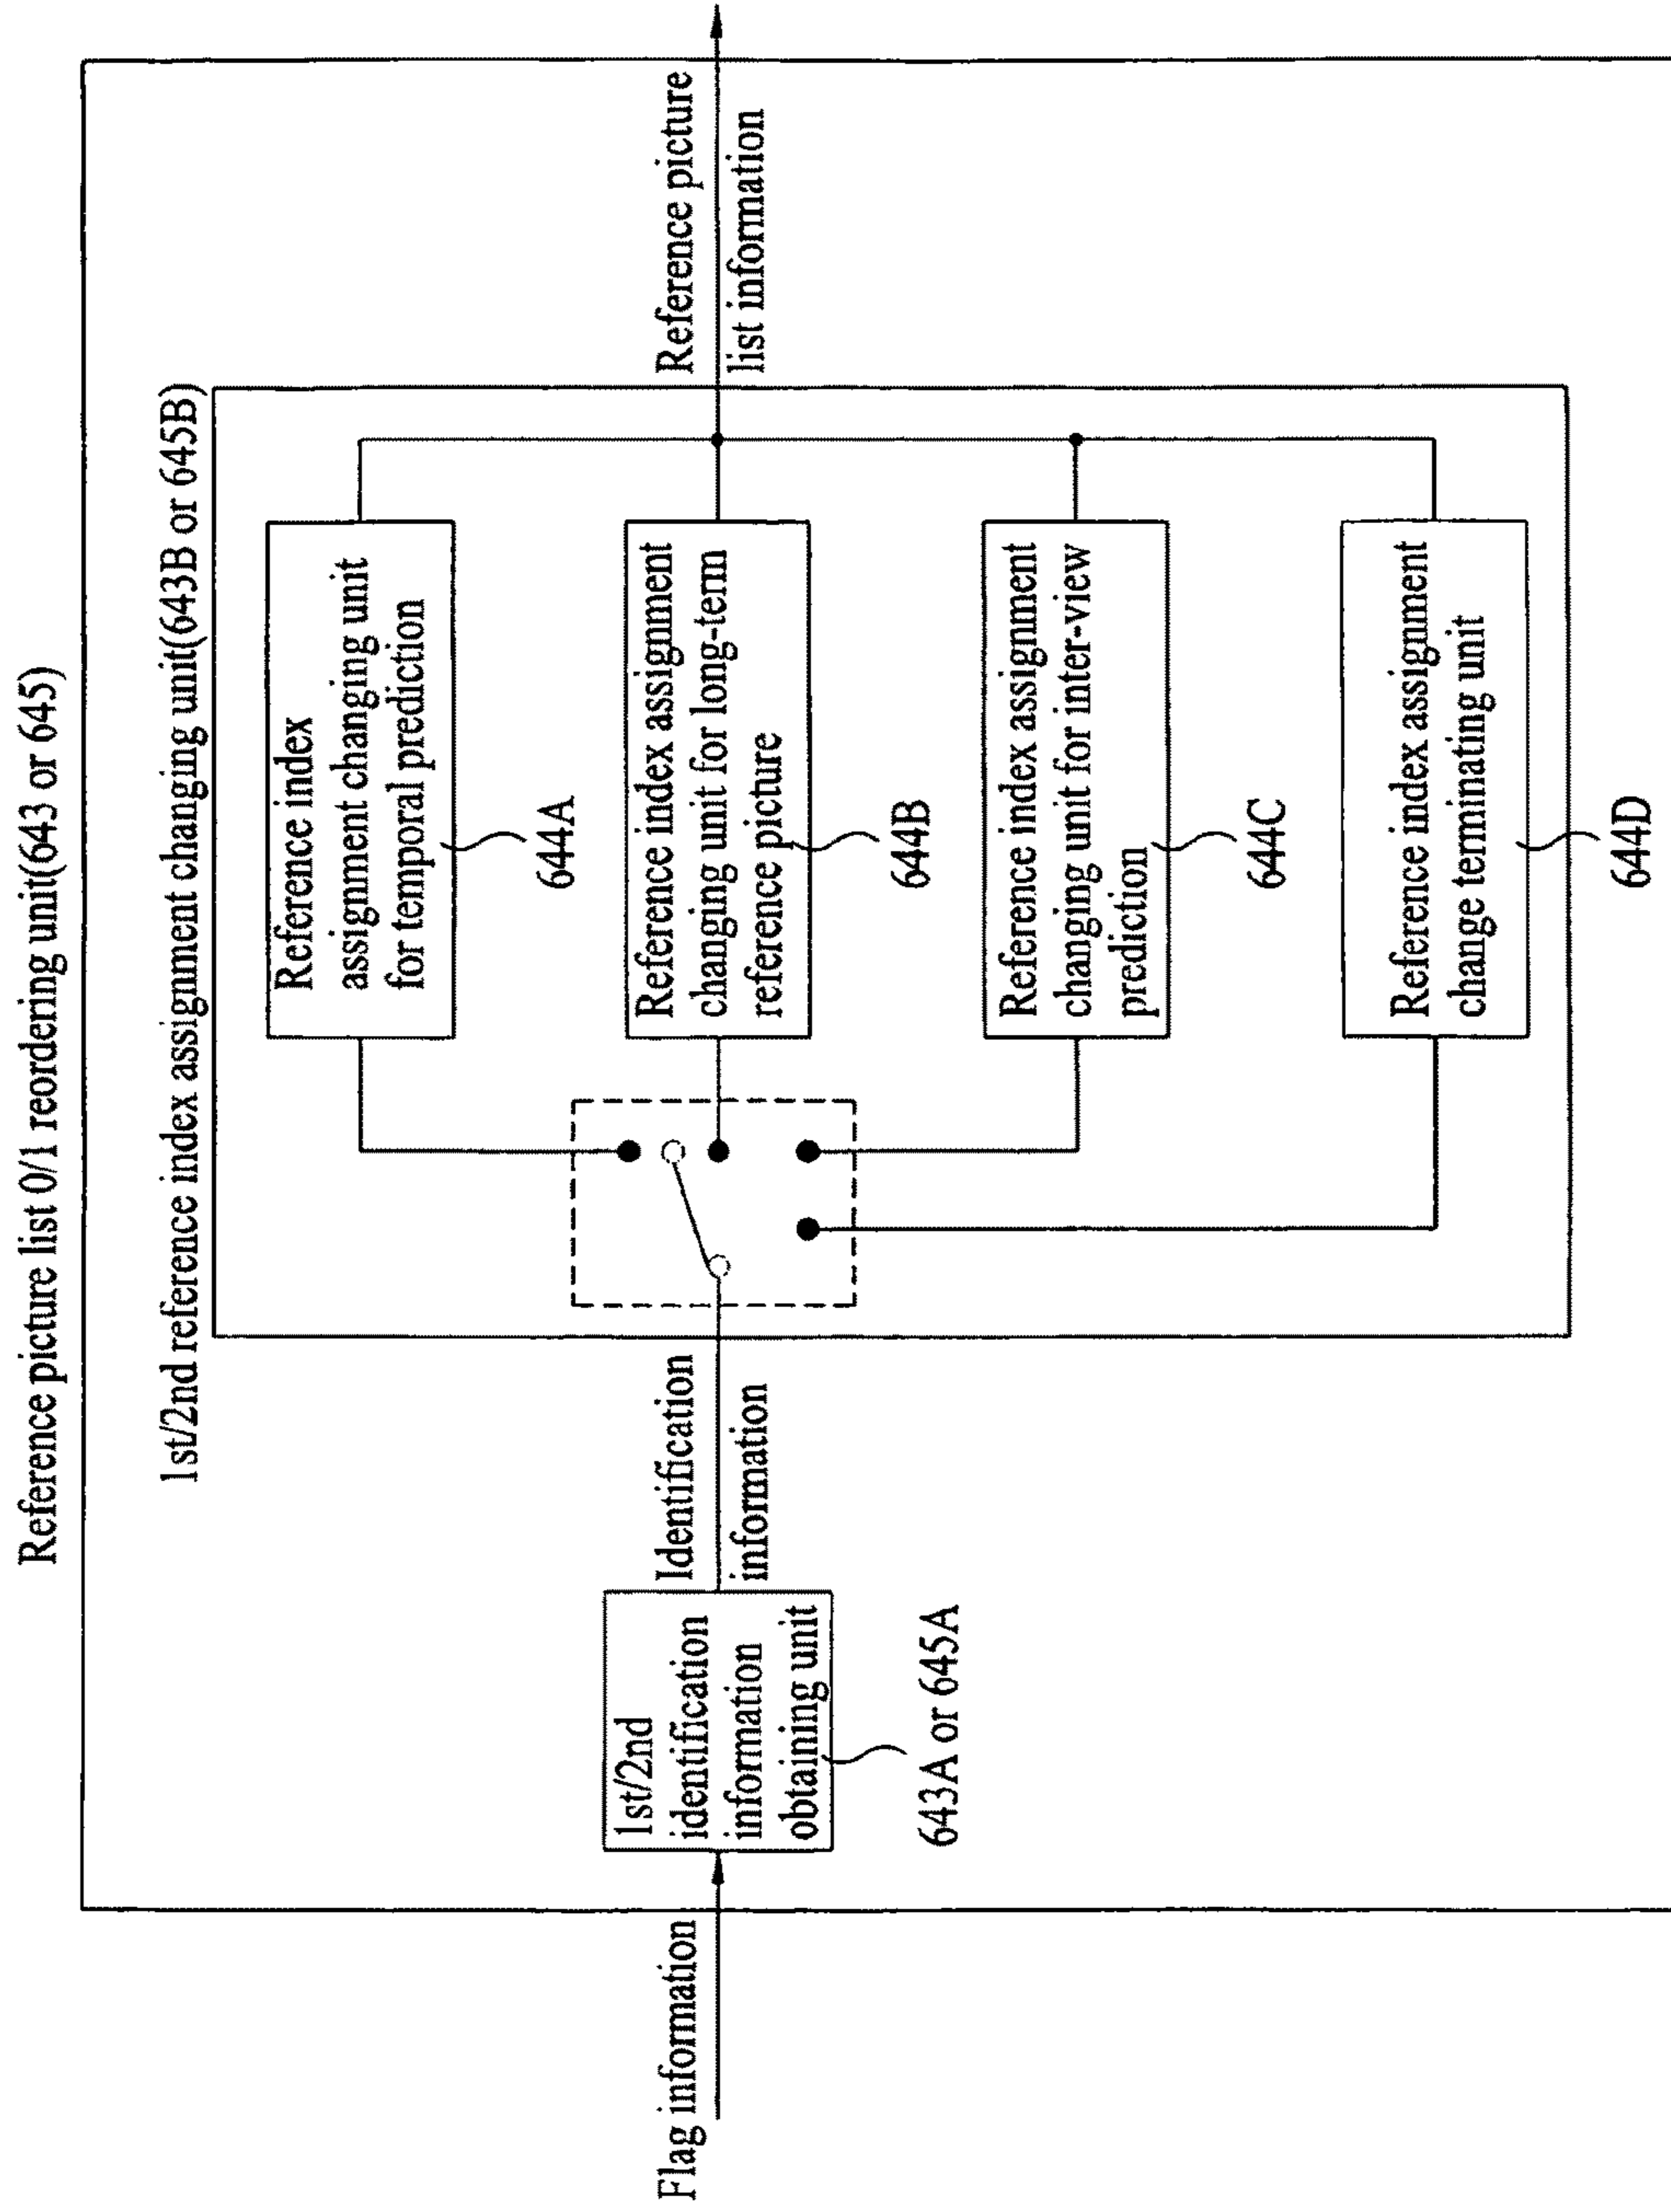 Reference picture list 0/1 reordering unit(643 or 645)
1st/2nd reference index assignment changing unit(643B or 645B)
Flag information
1st/2nd
identification
information
obtaining unit
643A or 645A
Identification
information
Reference index
assignment changing unit
for temporal prediction
644A
Reference index assignment
changing unit for long-term
reference picture
644B
Reference index assignment
changing unit for inter-view
prediction
644C
Reference index assignment
change terminating unit
644D
Reference picture
list information